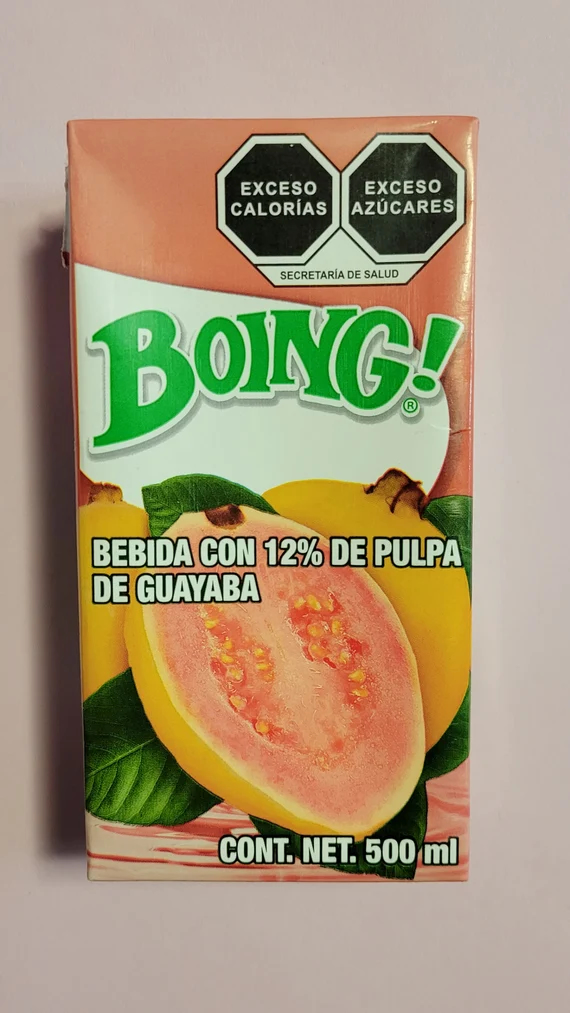 EXCESO
CALORÍAS
EXCESO
AZÚCARES
SECRETARÍA DE SALUD
BOING!
®
BEBIDA CON 12% DE PULPA
DE GUAYABA
CONT. NET. 500 ml